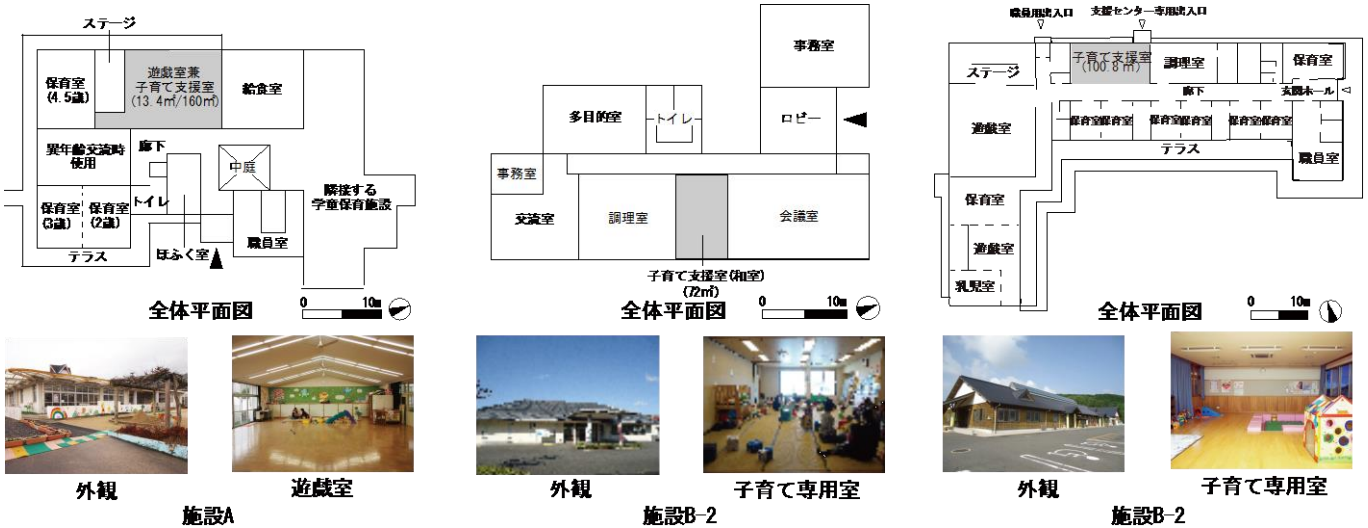 ステージ
保育室
(4.5歳)
遊戯室兼
子育て支援室
(13.4㎡/160㎡)
給食室
異年齢交流時
使用
廊下
中庭
保育室
(3歳)
保育室
(2歳)
トイレ
隣接する
学童保育施設
職員室
テラス
ほふく室
全体平面図
0 10m
外観
遊戯室
施設A
事務室
多目的室
トイレ
ロビー
事務室
交流室
調理室
会議室
子育て支援室(和室)
(72㎡)
全体平面図
0 10m
外観
子育て専用室
施設B-2
職員用出入口
支援センター専用出入口
ステージ
子育て支援室
(100.8㎡)
調理室
保育室
廊下
玄関ホール
遊戯室
保育室
保育室
保育室
保育室
保育室
保育室
テラス
職員室
保育室
遊戯室
乳児室
全体平面図
0 10m
外観
子育て専用室
施設B-2